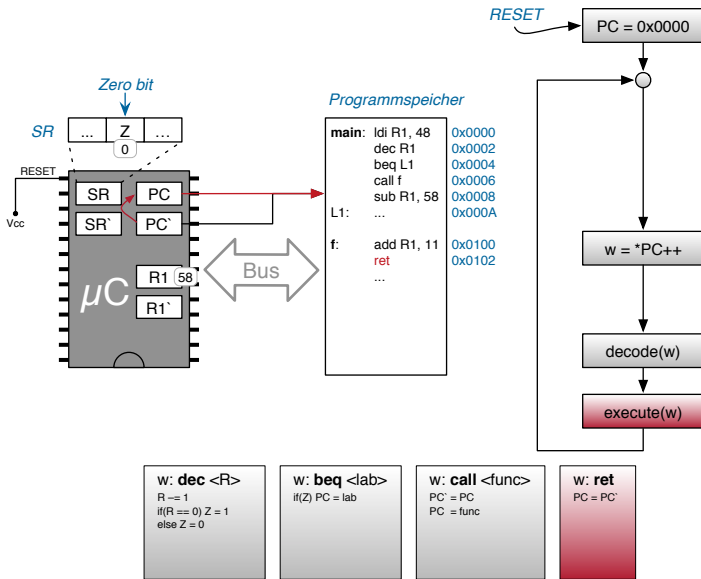 RESET
PC = 0x0000
Zero bit
Programmspeicher
SR
... Z ...
0
main: ldi R1, 48 0x0000
dec R1 0x0002
beq L1 0x0004
call f 0x0006
sub R1, 58 0x0008
L1: ... 0x000A
f: add R1, 11 0x0100
ret 0x0102
...
RESET
Vcc
SR PC
SR` PC`
R1 58
µC
R1`
Bus
w = *PC++
decode(w)
execute(w)
w: dec <R>
R −= 1
if(R == 0) Z = 1
else Z = 0
w: beq <lab>
if(Z) PC = lab
w: call <func>
PC` = PC
PC = func
w: ret
PC = PC`